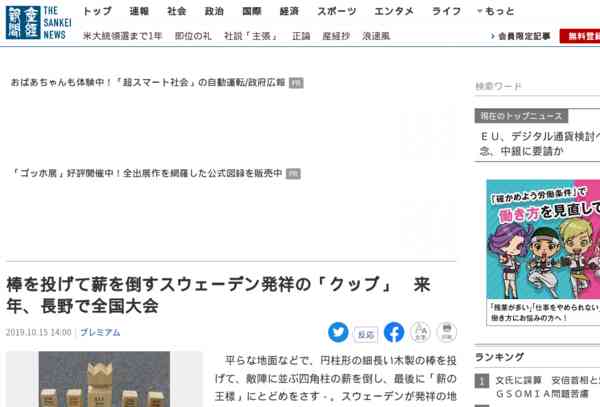 産經新聞
THE SANKEI NEWS
トップ 速報 社会 政治 国際 経済 スポーツ エンタメ ライフ もっと
米大統領選まで1年 即位の礼 社説「主張」 正論 産経抄 浪速風
会員限定記事 無料登録
おばあちゃんも体験中！「超スマート社会」の自動運転/政府広報 PR
検索ワード
現在のトップニュース
ＥＵ、デジタル通貨検討へ
念、中銀に要請か
「ゴッホ展」好評開催中！全出展作を網羅した公式図録を販売中 PR
「確かめよう労働条件」で
働き方を見直して
「残業が多い」「仕事をやめられない」
働き方にお悩みの方へ！
棒を投げて薪を倒すスウェーデン発祥の「クッブ」 来
年、長野で全国大会
2019.10.15 14:00 プレミアム
反応
文字
印刷
平らな地面などで、円柱形の細長い木製の棒を投
げて、敵陣に並ぶ四角柱の薪を倒し、最後に「薪の
王様」にとどめをさす－。スウェーデンが発祥の地
ランキング
1 文氏に誤算 安倍首相と
ＧＳＯＭＩＡ問題苦慮